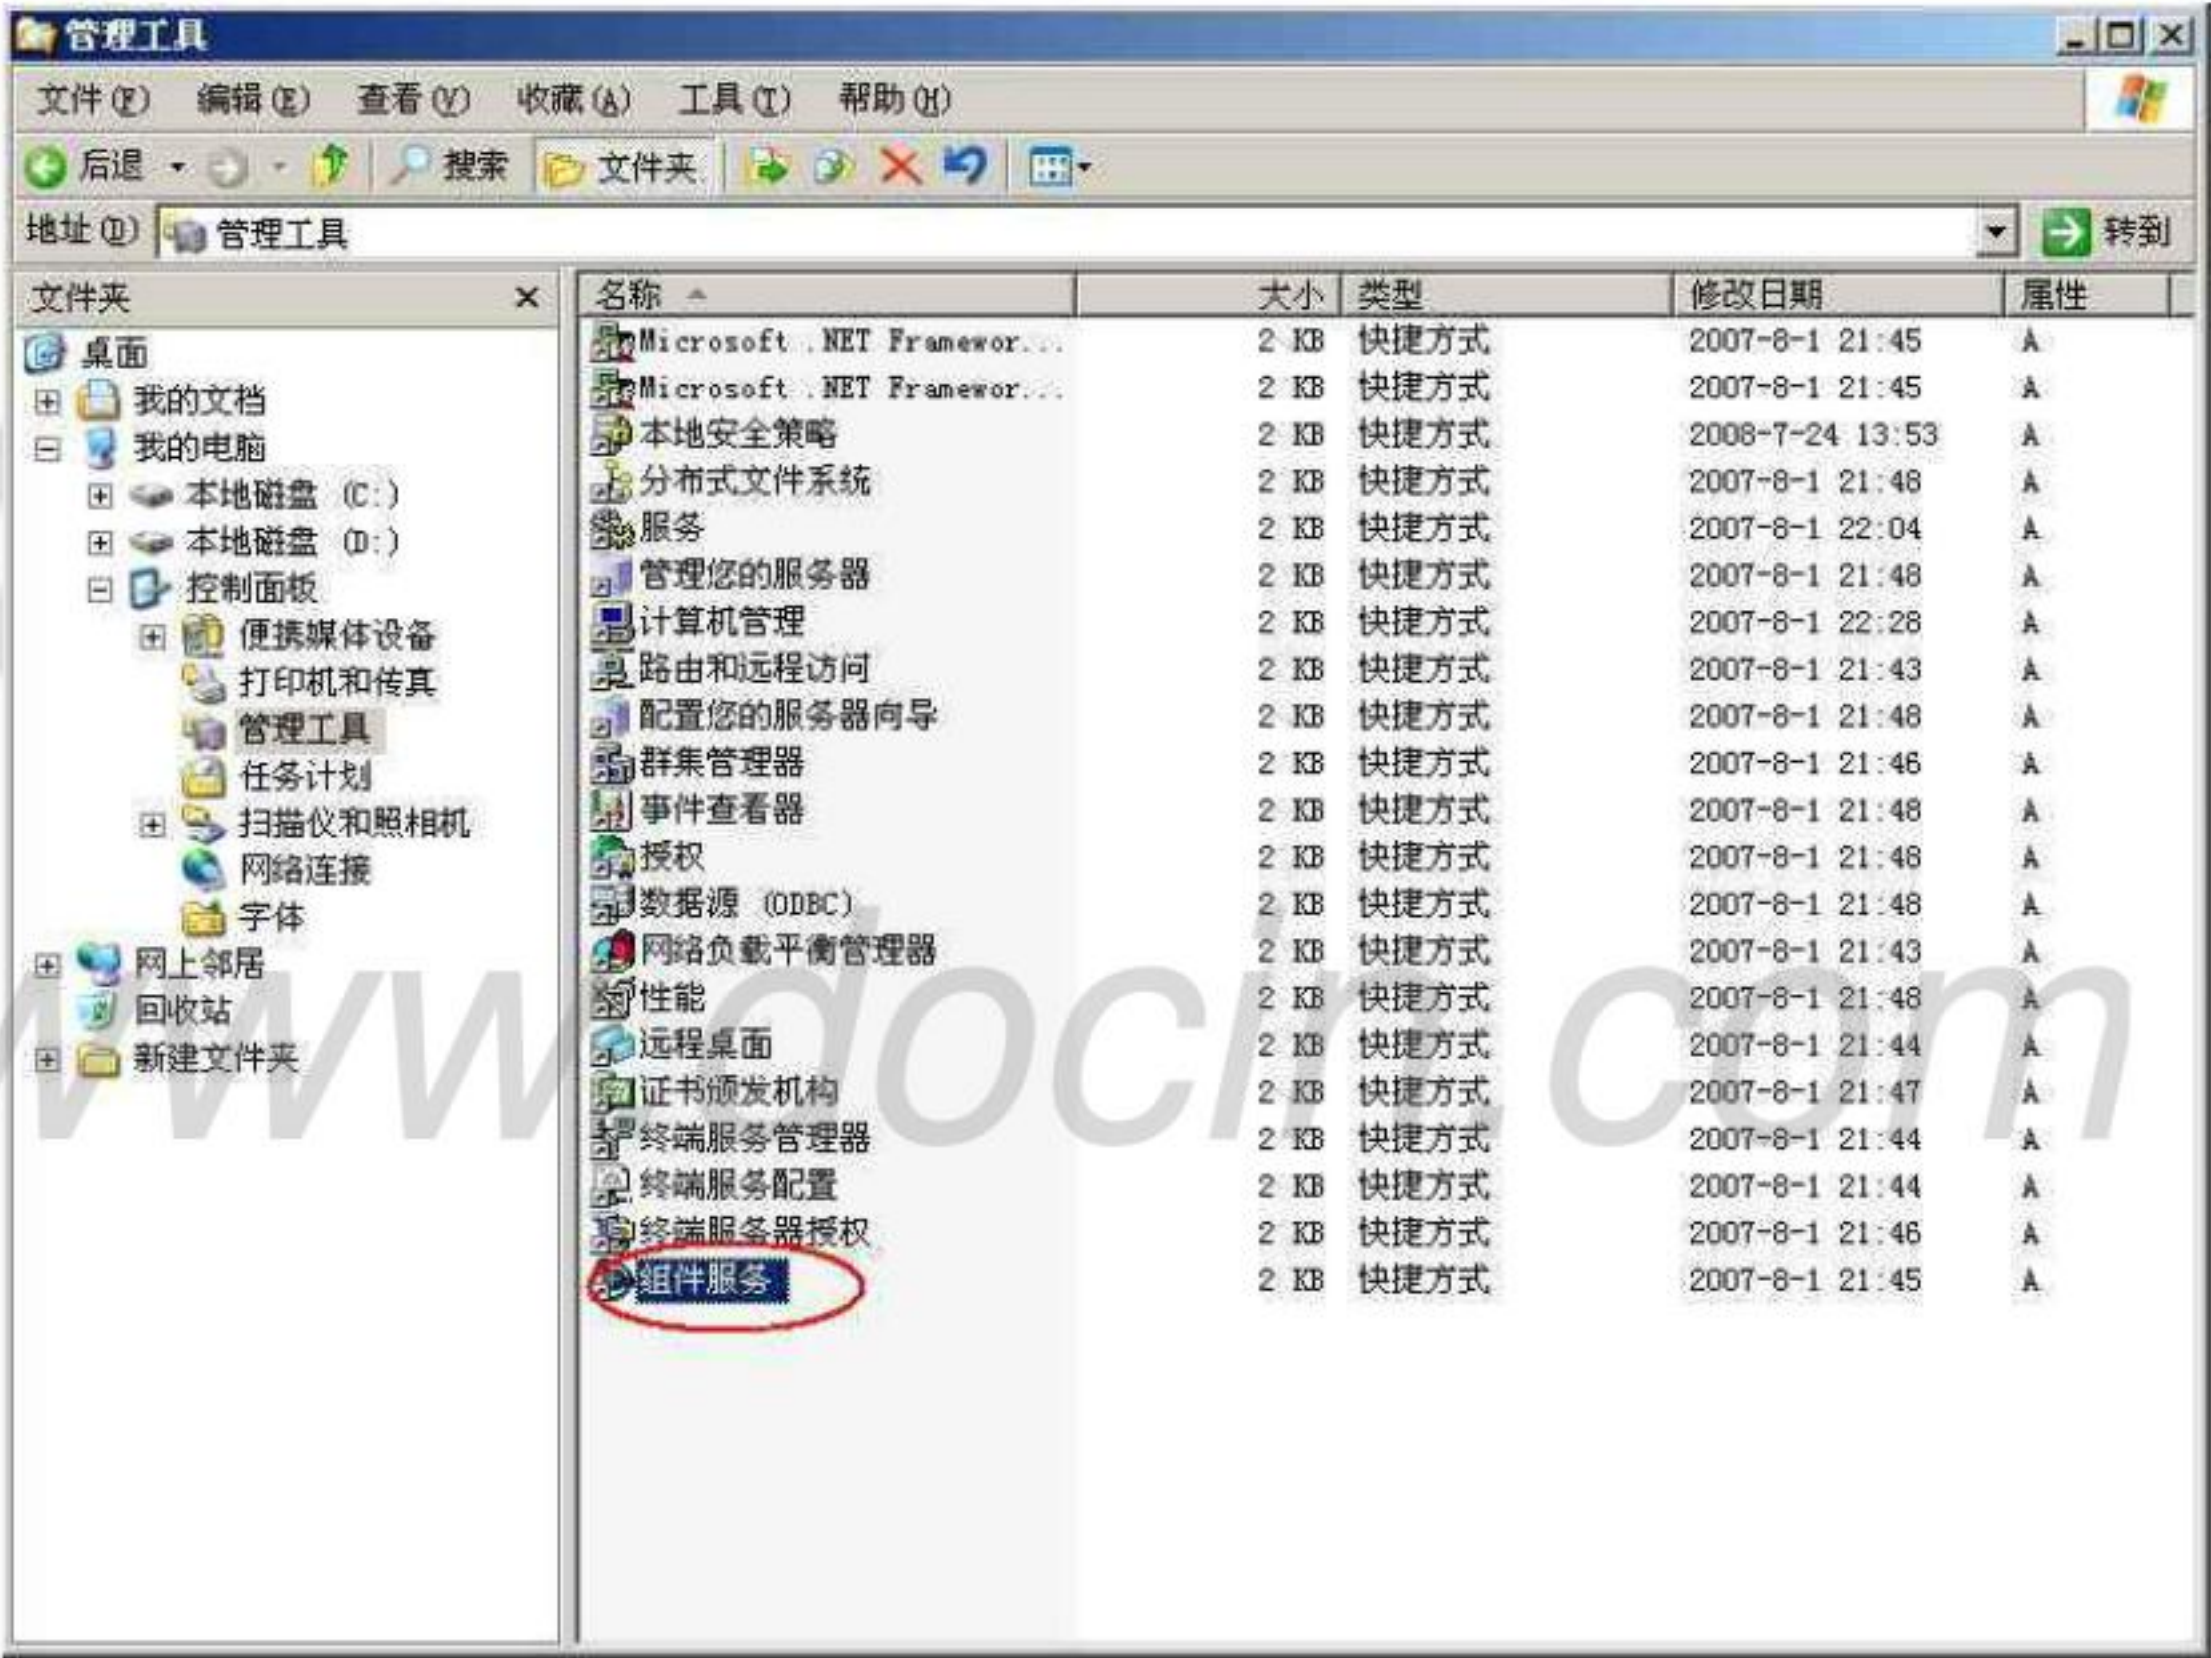 管理工具
文件(F) 编辑(E) 查看(V) 收藏(A) 工具(T) 帮助(H)
后退 搜索 文件夹
地址(D) 管理工具 转到
文件夹
桌面
我的文档
我的电脑
本地磁盘 (C:)
本地磁盘 (D:)
控制面板
便携媒体设备
打印机和传真
管理工具
任务计划
扫描仪和照相机
网络连接
字体
网上邻居
回收站
新建文件夹
名称 大小 类型 修改日期 属性
Microsoft .NET Framewor... 2 KB 快捷方式 2007-8-1 21:45 A
Microsoft .NET Framewor... 2 KB 快捷方式 2007-8-1 21:45 A
本地安全策略 2 KB 快捷方式 2008-7-24 13:53 A
分布式文件系统 2 KB 快捷方式 2007-8-1 21:48 A
服务 2 KB 快捷方式 2007-8-1 22:04 A
管理您的服务器 2 KB 快捷方式 2007-8-1 21:48 A
计算机管理 2 KB 快捷方式 2007-8-1 22:28 A
路由和远程访问 2 KB 快捷方式 2007-8-1 21:43 A
配置您的服务器向导 2 KB 快捷方式 2007-8-1 21:48 A
群集管理器 2 KB 快捷方式 2007-8-1 21:46 A
事件查看器 2 KB 快捷方式 2007-8-1 21:48 A
授权 2 KB 快捷方式 2007-8-1 21:48 A
数据源 (ODBC) 2 KB 快捷方式 2007-8-1 21:48 A
网络负载平衡管理器 2 KB 快捷方式 2007-8-1 21:43 A
性能 2 KB 快捷方式 2007-8-1 21:48 A
远程桌面 2 KB 快捷方式 2007-8-1 21:44 A
证书颁发机构 2 KB 快捷方式 2007-8-1 21:47 A
终端服务管理器 2 KB 快捷方式 2007-8-1 21:44 A
终端服务配置 2 KB 快捷方式 2007-8-1 21:44 A
终端服务器授权 2 KB 快捷方式 2007-8-1 21:46 A
组件服务 2 KB 快捷方式 2007-8-1 21:45 A
www.docin.com